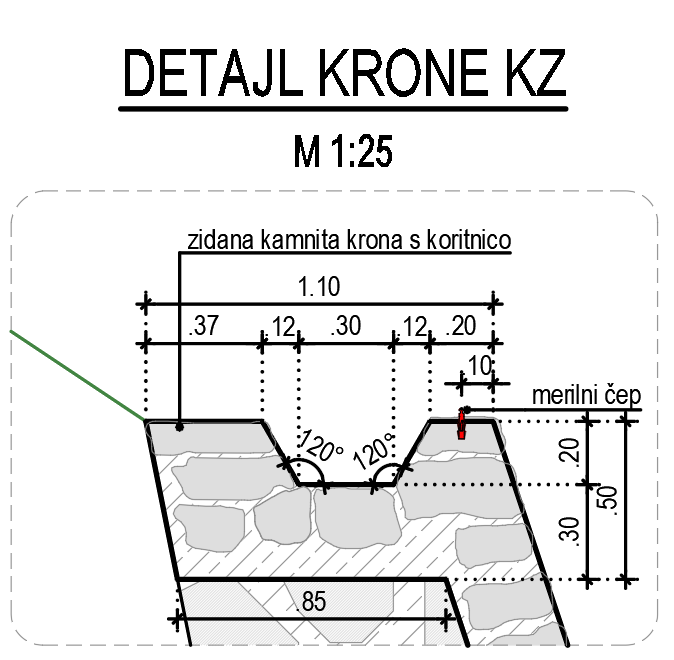 DETAJL KRONE KZ
M 1:25
zidana kamnita krona s koritnico
1.10
.37 .12 .30 .12 .20
.10
merilni čep
120° 120°
.20
.50
.30
.85